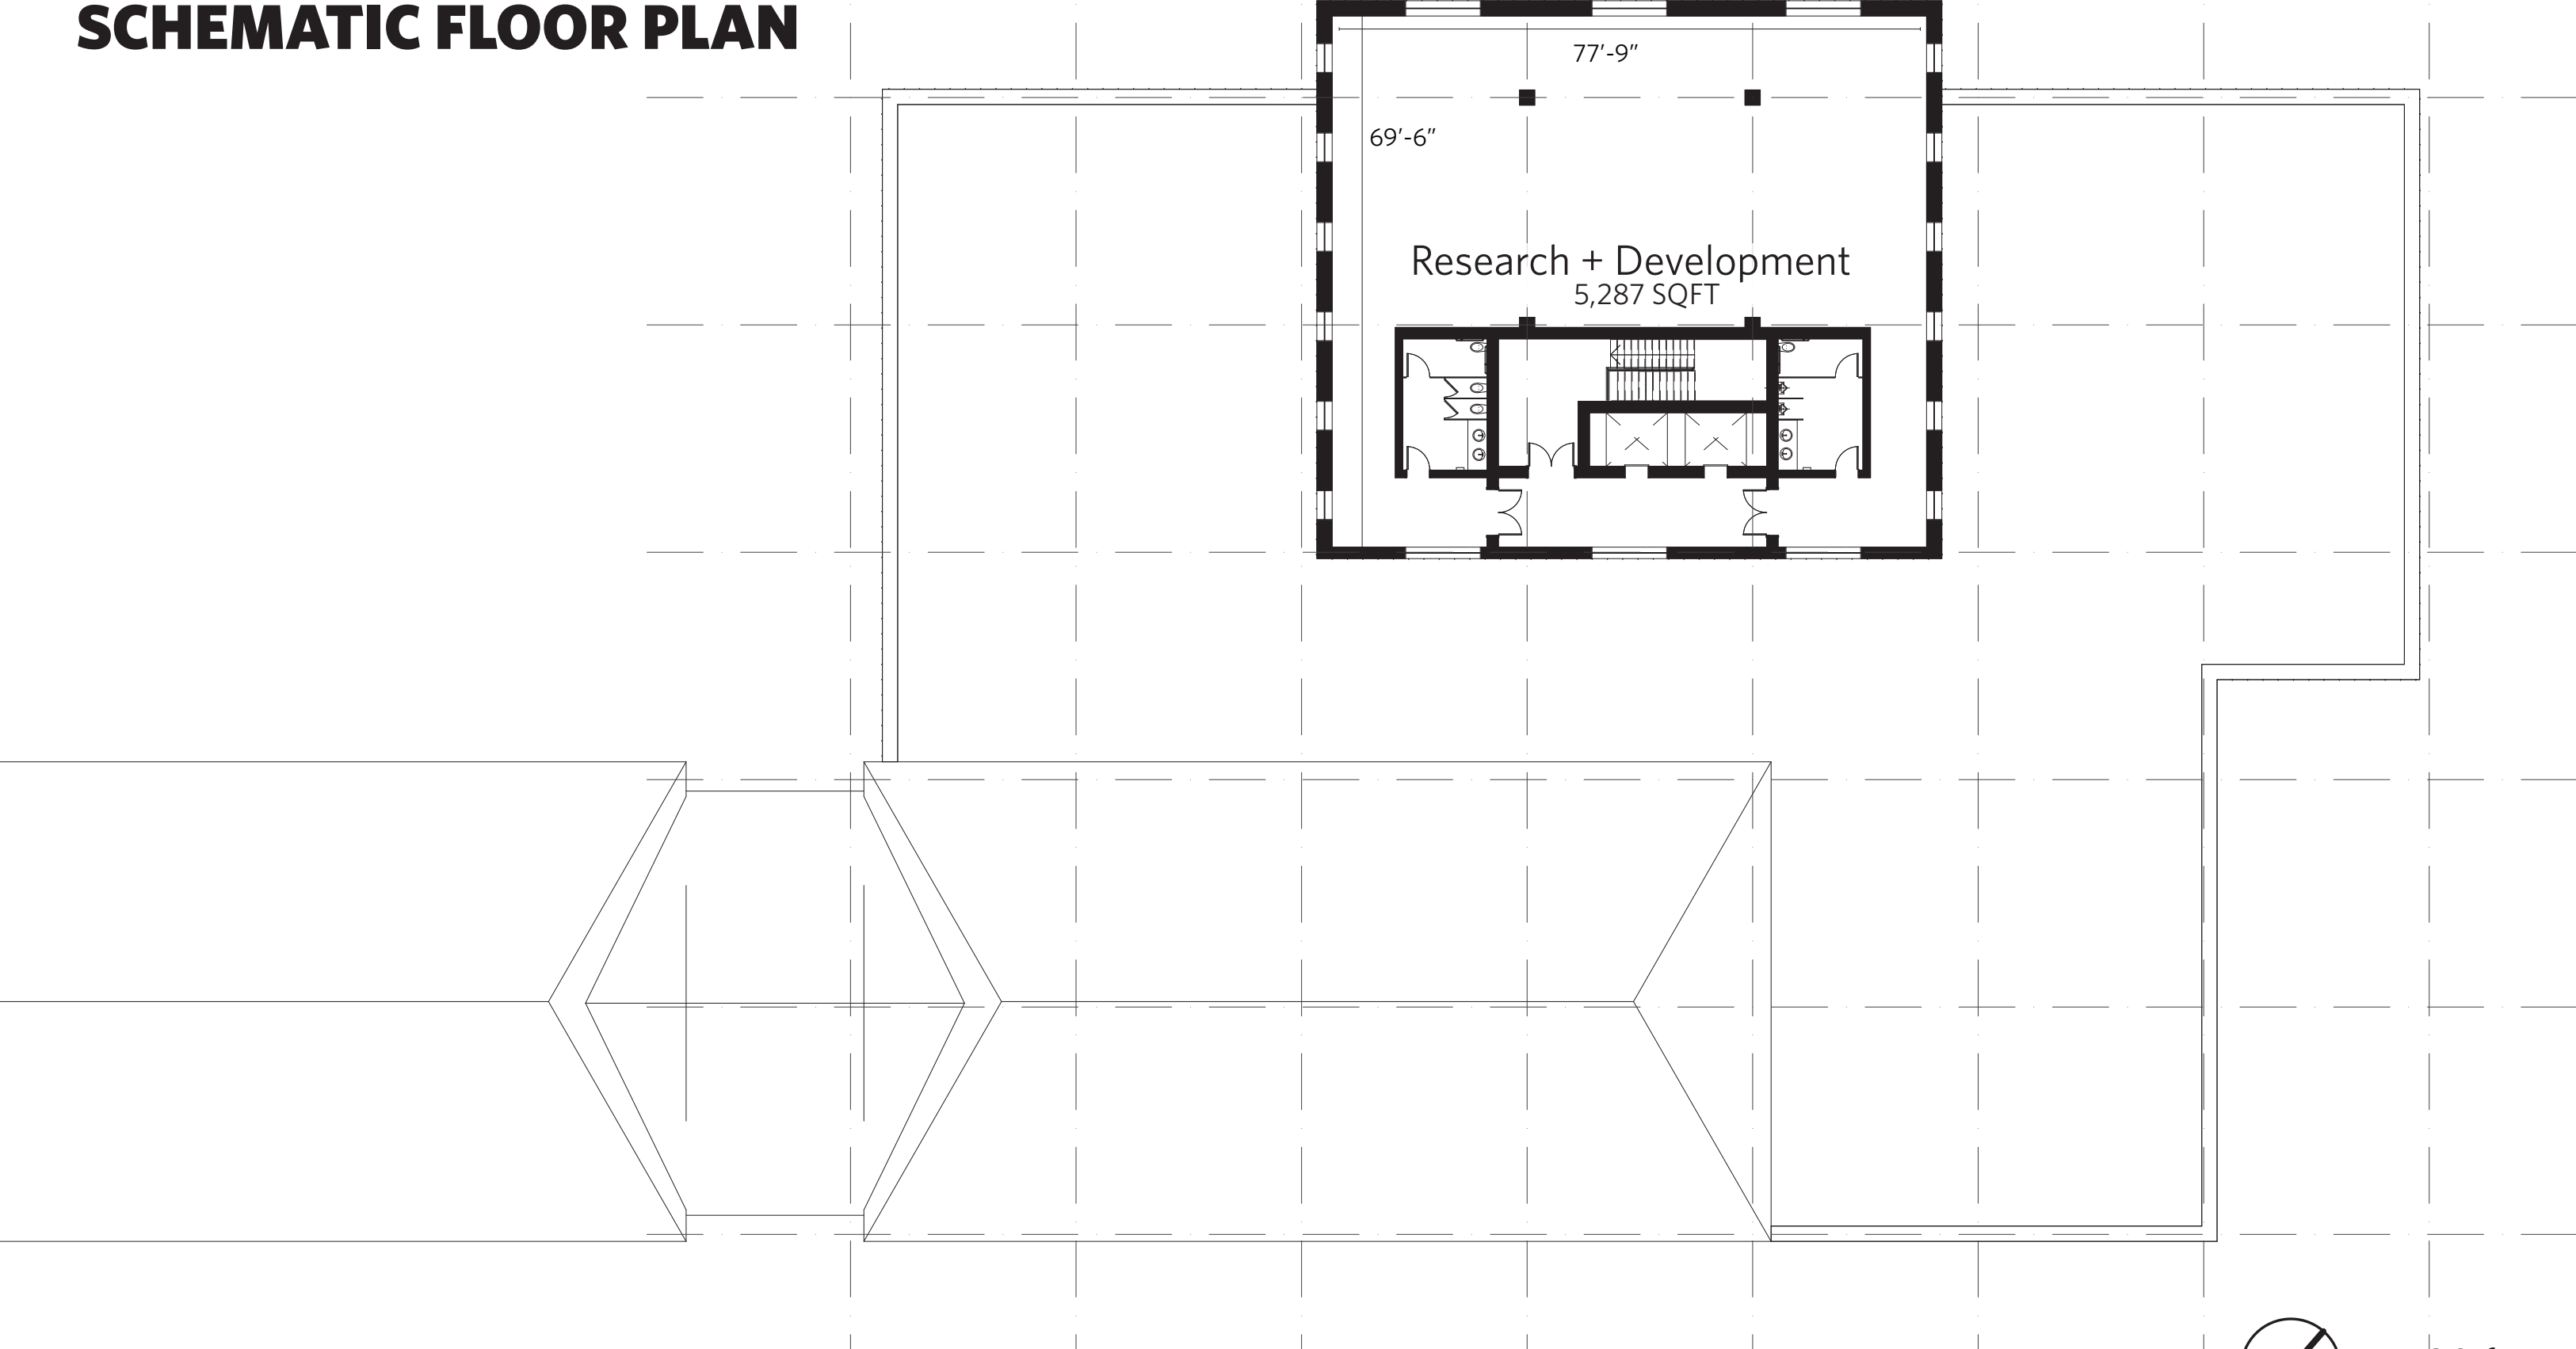 SCHEMATIC FLOOR PLAN
77'-9"
69'-6"
Research + Development
5,287 SQFT